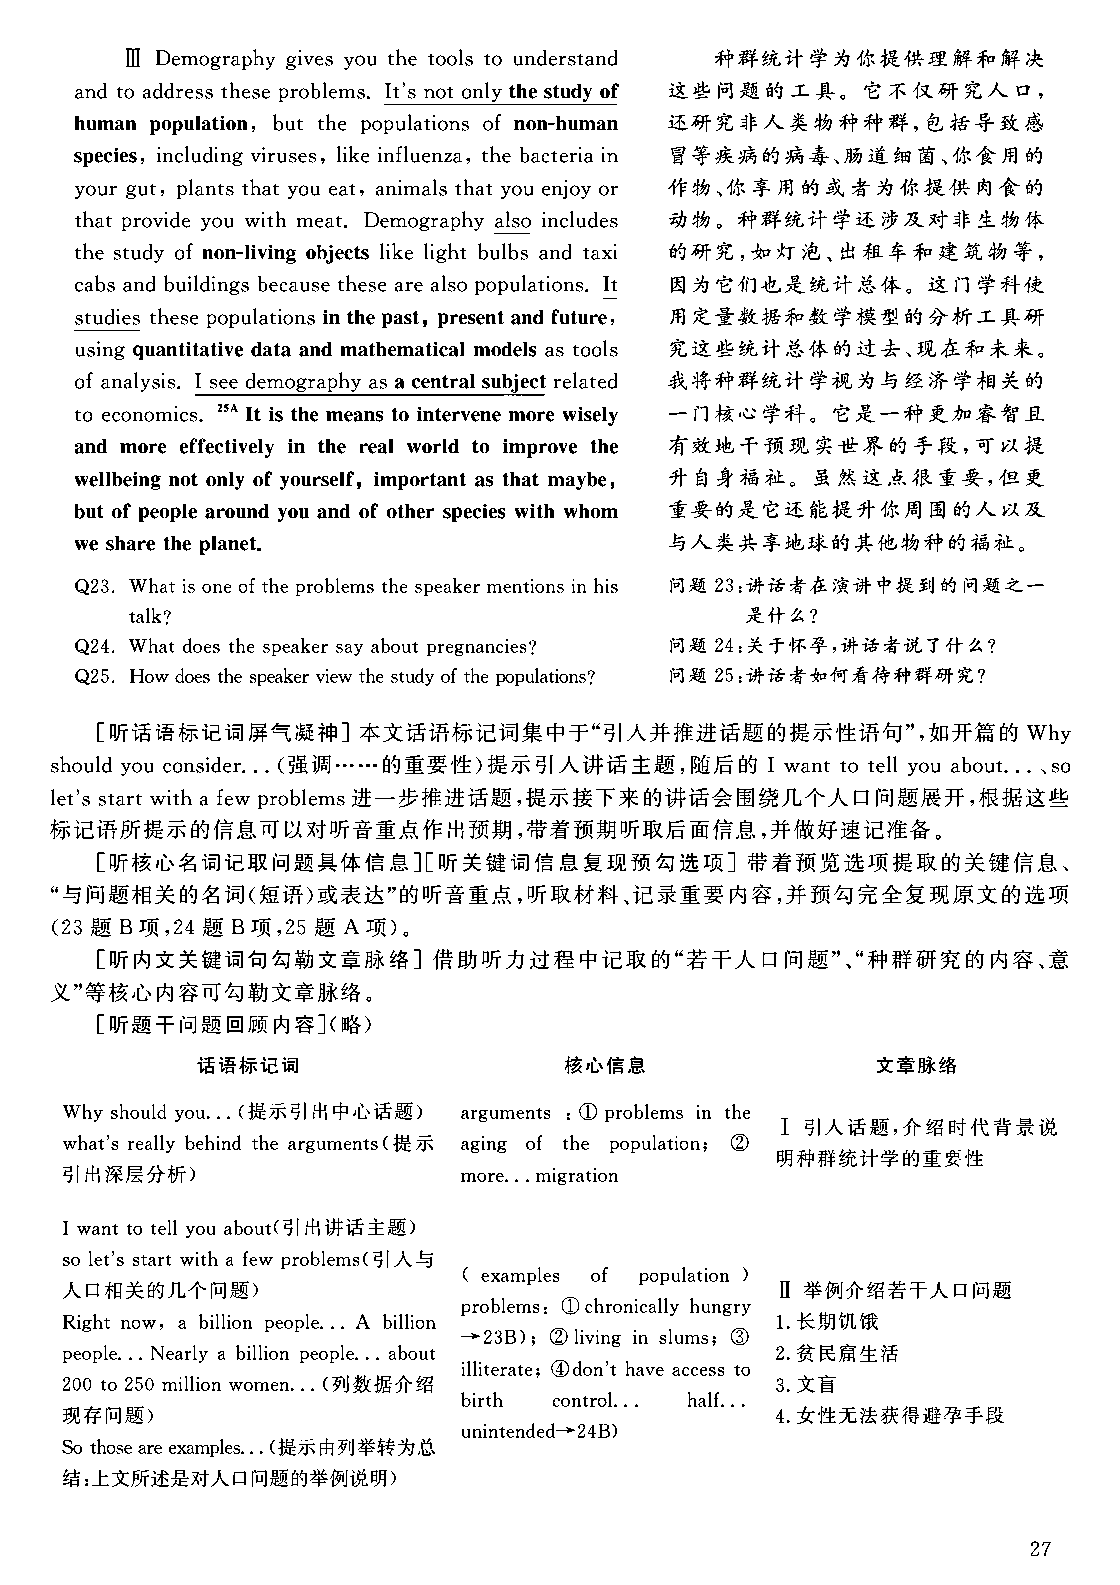 Ⅲ Demography gives you the tools to understand
and to address these problems. It's not only the study of
human population, but the populations of non-human
species, including viruses, like influenza, the bacteria in
your gut, plants that you eat, animals that you enjoy or
that provide you with meat. Demography also includes
the study of non-living objects like light bulbs and taxi
cabs and buildings because these are also populations. It
studies these populations in the past, present and future,
using quantitative data and mathematical models as tools
of analysis. I see demography as a central subject related
to economics. 25A It is the means to intervene more wisely
and more effectively in the real world to improve the
wellbeing not only of yourself, important as that maybe,
but of people around you and of other species with whom
we share the planet.
种群统计学为你提供理解和解决
这些问题的工具。它不仅研究人口，
还研究非人类物种种群，包括导致感
冒等疾病的病毒、肠道细菌、你食用的
作物、你享用的或者为你提供肉食的
动物。种群统计学还涉及对非生物体
的研究，如灯泡、出租车和建筑物等，
因为它们也是统计总体。这门学科使
用定量数据和数学模型的分析工具研
究这些统计总体的过去、现在和未来。
我将种群统计学视为与经济学相关的
一门核心学科。它是一种更加睿智且
有效地干预现实世界的手段，可以提
升自身福祉。虽然这点很重要，但更
重要的是它还能提升你周围的人以及
与人类共享地球的其他物种的福祉。
Q23. What is one of the problems the speaker mentions in his
talk?
Q24. What does the speaker say about pregnancies?
Q25. How does the speaker view the study of the populations?
问题 23：讲话者在演讲中提到的问题之一
是什么？
问题 24：关于怀孕，讲话者说了什么？
问题 25：讲话者如何看待种群研究？
［听话语标记词屏气凝神］本文话语标记词集中于“引入并推进话题的提示性语句”，如开篇的 Why
should you consider...（强调……的重要性）提示引入讲话主题，随后的 I want to tell you about...、so
let's start with a few problems 进一步推进话题，提示接下来的讲话会围绕几个人口问题展开，根据这些
标记语所提示的信息可以对听音重点作出预期，带着预期听取后面信息，并做好速记准备。
［听核心名词记取问题具体信息］［听关键词信息复现预勾选项］带着预览选项提取的关键信息、
“与问题相关的名词（短语）或表达”的听音重点，听取材料、记录重要内容，并预勾完全复现原文的选项
（23 题 B 项，24 题 B 项，25 题 A 项）。
［听内文关键词句勾勒文章脉络］借助听力过程中记取的“若干人口问题”、“种群研究的内容、意
义”等核心内容可勾勒文章脉络。
［听题干问题回顾内容］（略）
话语标记词
核心信息
文章脉络
Why should you...（提示引出中心话题）
what's really behind the arguments（提示
引出深层分析）
arguments ：① problems in the
aging of the population; ②
more...migration
Ⅰ 引入话题，介绍时代背景说
明种群统计学的重要性
I want to tell you about（引出讲话主题）
so let's start with a few problems（引入与
人口相关的几个问题）
Right now, a billion people... A billion
people... Nearly a billion people... about
200 to 250 million women...（列数据介绍
现存问题）
So those are examples...（提示由列举转为总
结：上文所述是对人口问题的举例说明）
（ examples of population ）
problems: ①chronically hungry
→23B）; ②living in slums; ③
illiterate; ④don't have access to
birth control... half...
unintended→24B）
Ⅱ 举例介绍若干人口问题
1. 长期饥饿
2. 贫民窟生活
3. 文盲
4. 女性无法获得避孕手段
27